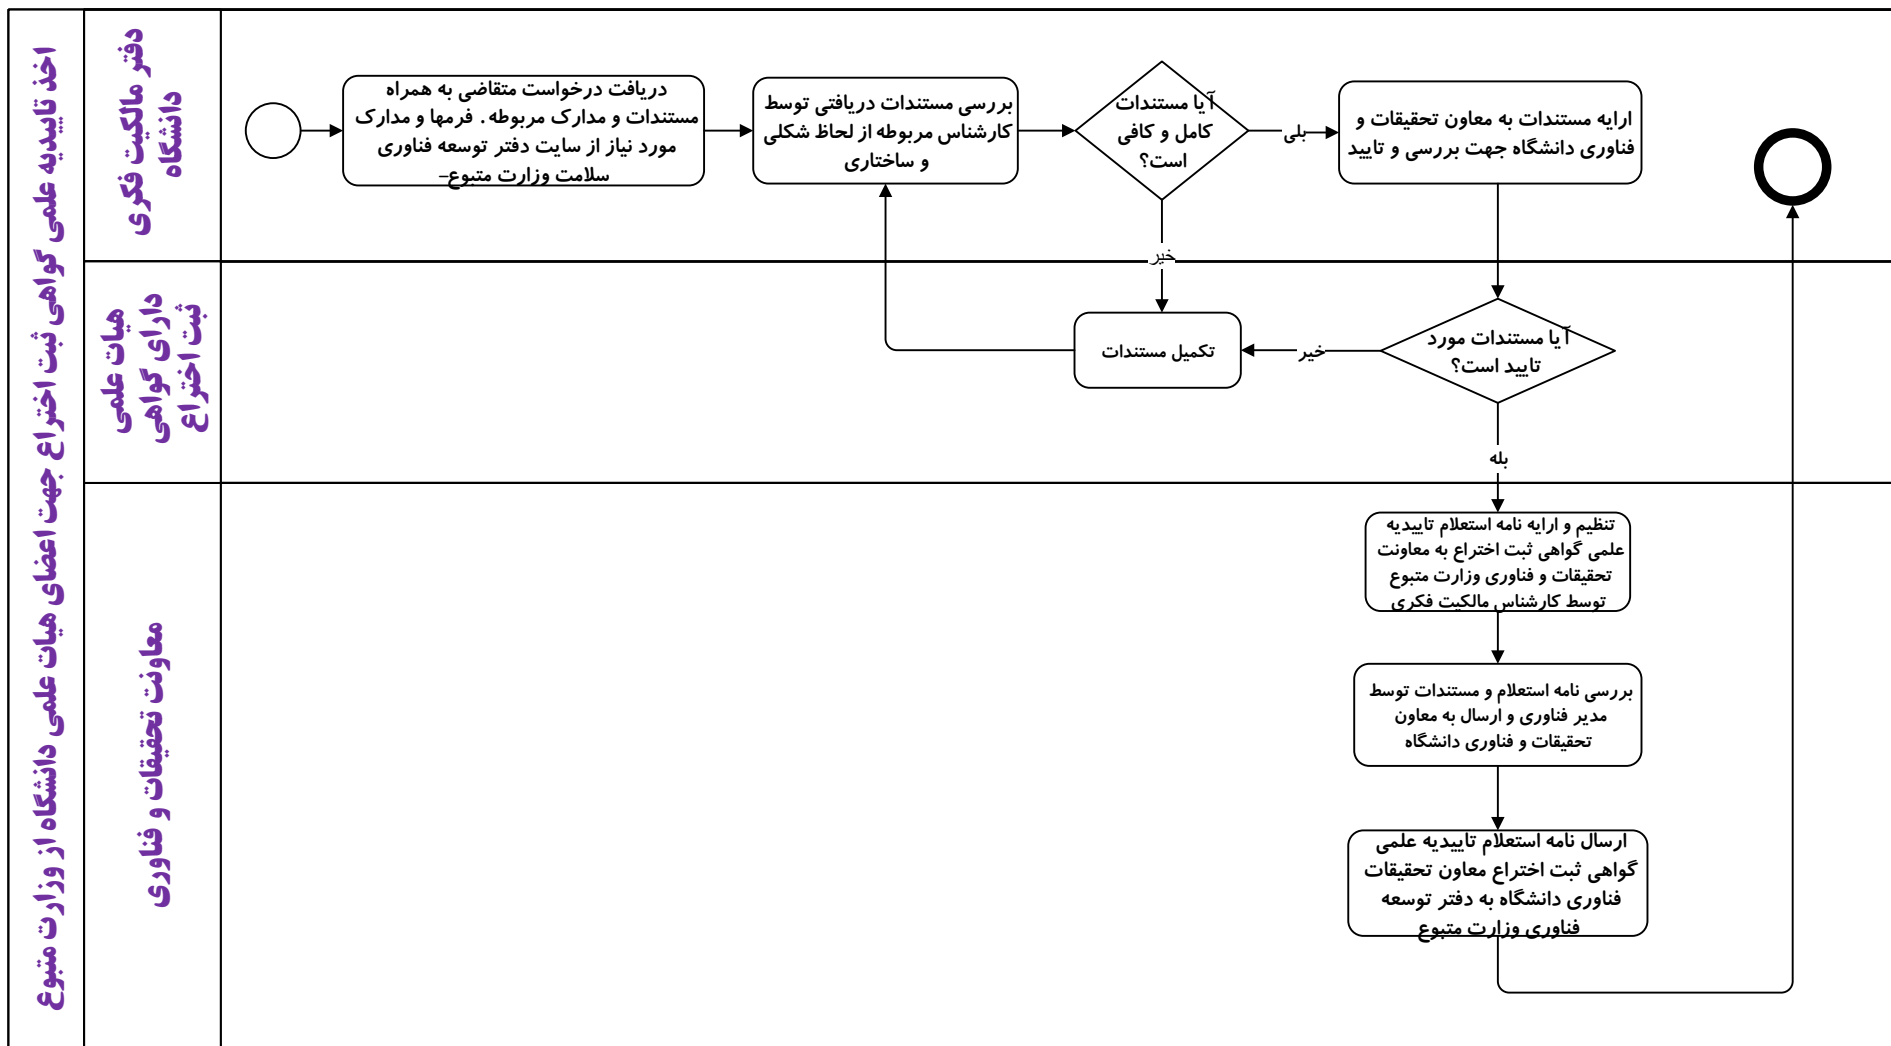 اخذ تاییدیه علمی گواهی ثبت اختراع جهت اعضای هیات علمی دانشگاه از وزارت متبوع
دفتر مالکیت فکری
دانشگاه
دریافت درخواست متقاضی به همراه
مستندات و مدارک مربوطه. فرمها و مدارک
مورد نیاز از سایت دفتر توسعه فناوری
سلامت وزارت متبوع–
بررسی مستندات دریافتی توسط
کارشناس مربوطه از لحاظ شکلی
و ساختاری
آیا مستندات
کامل و کافی
است؟
بلی
ارایه مستندات به معاون تحقیقات و
فناوری دانشگاه جهت بررسی و تایید
خیر
هیات علمی
دارای گواهی
ثبت اختراع
آیا مستندات مورد
تایید است؟
خیر
تکمیل مستندات
بله
معاونت تحقیقات و فناوری
تنظیم و ارایه نامه استعلام تاییدیه
علمی گواهی ثبت اختراع به معاونت
تحقیقات و فناوری وزارت متبوع
توسط کارشناس مالکیت فکری
بررسی نامه استعلام و مستندات توسط
مدیر فناوری و ارسال به معاون
تحقیقات و فناوری دانشگاه
ارسال نامه استعلام تاییدیه علمی
گواهی ثبت اختراع معاون تحقیقات
فناوری دانشگاه به دفتر توسعه
فناوری وزارت متبوع